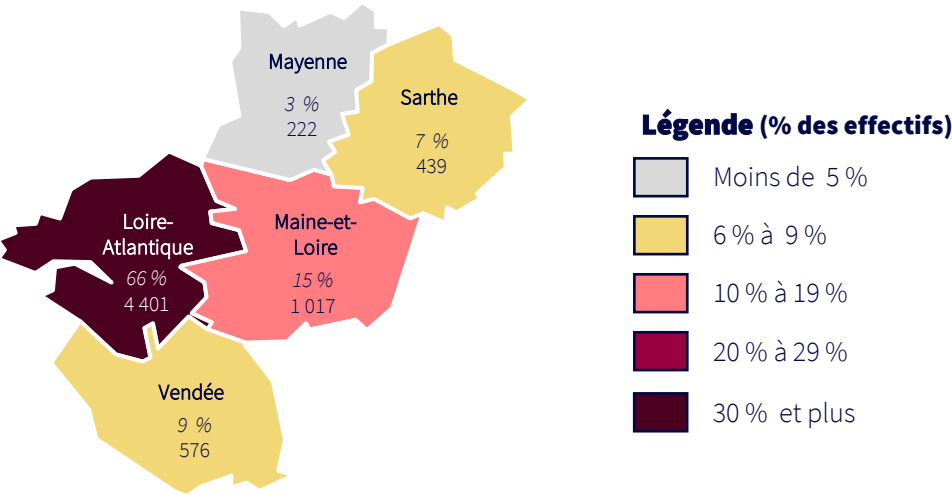 Mayenne
3 %
222
Sarthe
7 %
439
Loire-
Atlantique
66 %
4 401
Maine-et-
Loire
15 %
1 017
Vendée
9 %
576
Légende (% des effectifs)
Moins de 5 %
6 % à 9 %
10 % à 19 %
20 % à 29 %
30 % et plus